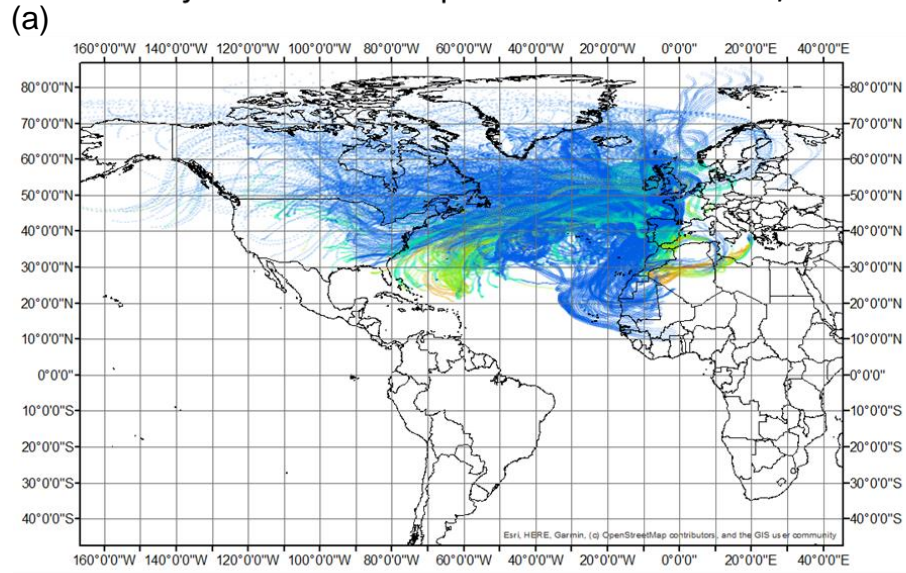 (a)
160°0'0"W 140°0'0"W 120°0'0"W 100°0'0"W 80°0'0"W 60°0'0"W 40°0'0"W 20°0'0"W 0°0'0" 20°0'0"E 40°0'0"E
80°0'0"N 80°0'0"N
70°0'0"N 70°0'0"N
60°0'0"N 60°0'0"N
50°0'0"N 50°0'0"N
40°0'0"N 40°0'0"N
30°0'0"N 30°0'0"N
20°0'0"N 20°0'0"N
10°0'0"N 10°0'0"N
0°0'0" 0°0'0"
10°0'0"S 10°0'0"S
20°0'0"S 20°0'0"S
30°0'0"S 30°0'0"S
40°0'0"S 40°0'0"S
Esri, HERE, Garmin, (c) OpenStreetMap contributors, and the GIS user community
160°0'0"W 140°0'0"W 120°0'0"W 100°0'0"W 80°0'0"W 60°0'0"W 40°0'0"W 20°0'0"W 0°0'0" 20°0'0"E 40°0'0"E